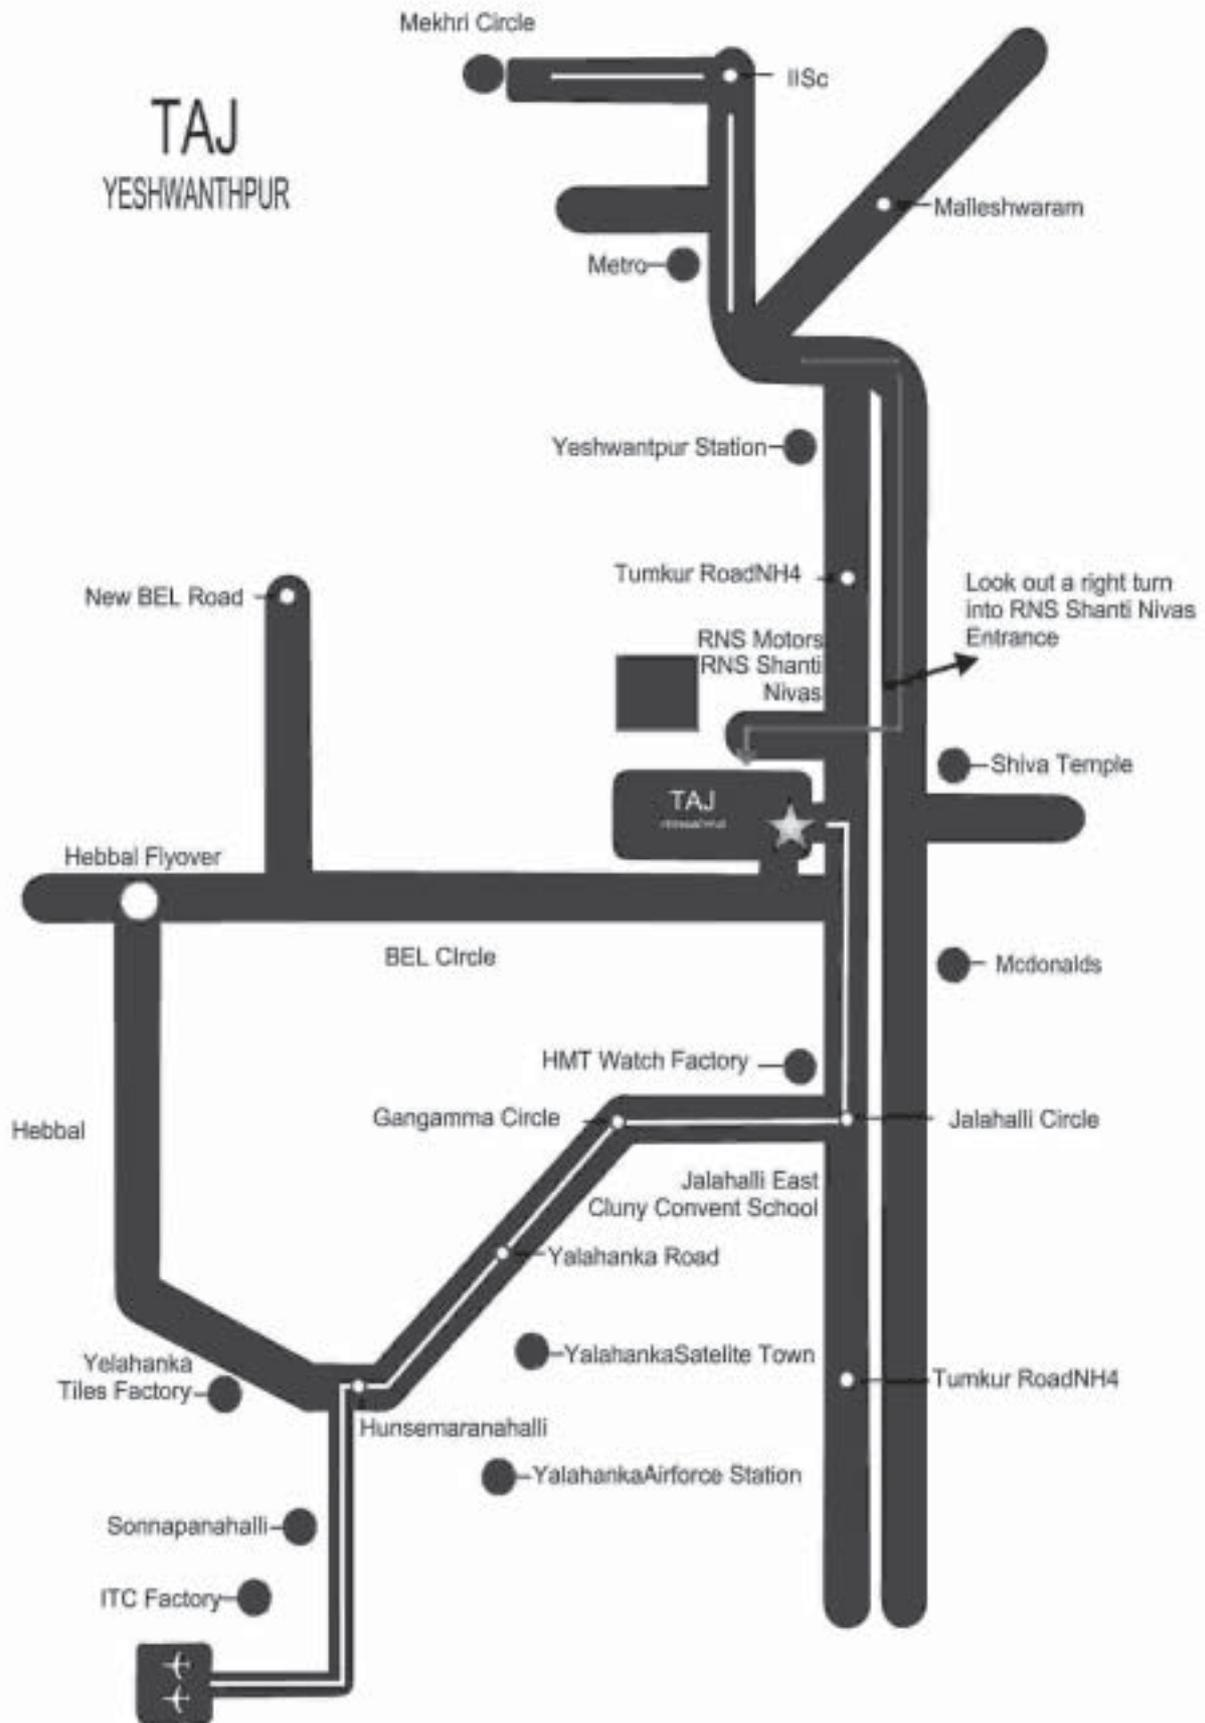 Mekhri Circle
TAJ
YESHWANTHPUR
IISc
Malleshwaram
Metro
Yeshwantpur Station
Tumkur RoadNH4
New BEL Road
Look out a right turn
into RNS Shanti Nivas
Entrance
RNS Motors
RNS Shanti
Nivas
Shiva Temple
TAJ
YESHWANTHPUR
Hebbal Flyover
BEL CIrcle
Mcdonalds
HMT Watch Factory
Gangamma Circle
Jalahalli Circle
Hebbal
Jalahalli East
Cluny Convent School
Yalahanka Road
YalahankaSatelite Town
Yelahanka
Tiles Factory
Tumkur RoadNH4
Hunsemaranahalli
YalahankaAirforce Station
Sonnapanahalli
ITC Factory